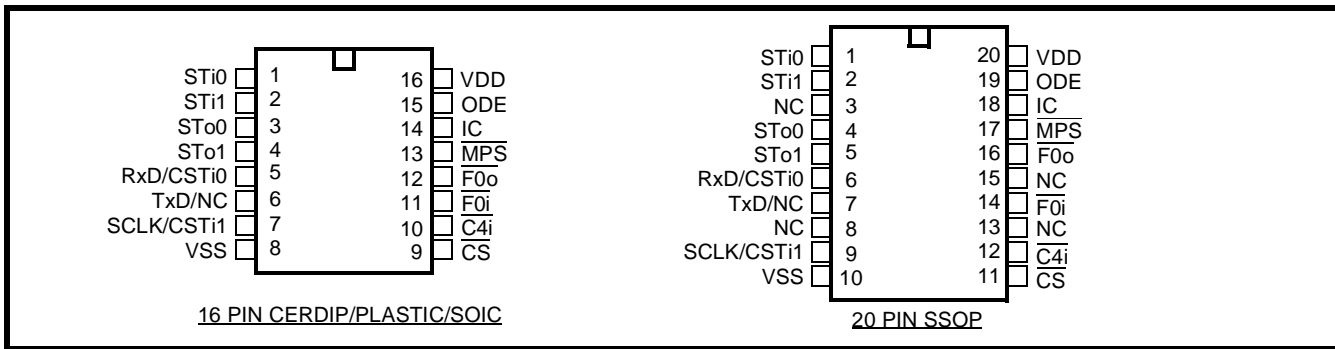 STi0 1 16 VDD
STi1 2 15 ODE
STo0 3 14 IC
STo1 4 13 MPS
RxD/CSTi0 5 12 F0o
TxD/NC 6 11 F0i
SCLK/CSTi1 7 10 C4i
VSS 8 9 CS
16 PIN CERDIP/PLASTIC/SOIC
STi0 1 20 VDD
STi1 2 19 ODE
NC 3 18 IC
STo0 4 17 MPS
STo1 5 16 F0o
RxD/CSTi0 6 15 NC
TxD/NC 7 14 F0i
NC 8 13 NC
SCLK/CSTi1 9 12 C4i
VSS 10 11 CS
20 PIN SSOP